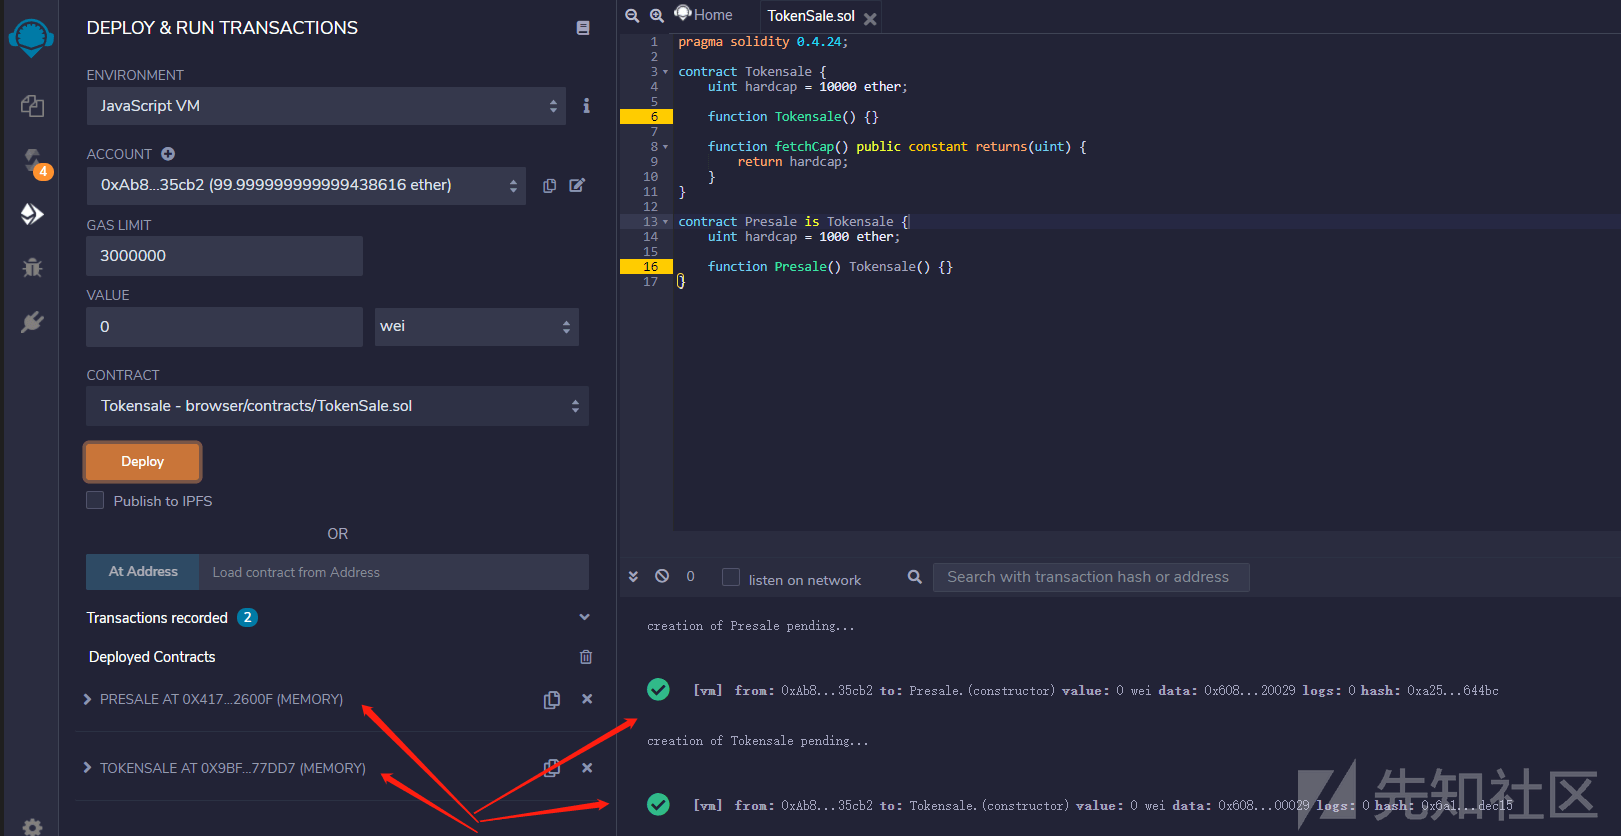 DEPLOY & RUN TRANSACTIONS
ENVIRONMENT
JavaScript VM
ACCOUNT
0xAb8...35cb2 (99.999999999999438616 ether)
4
GAS LIMIT
3000000
VALUE
0
wei
CONTRACT
Tokensale - browser/contracts/TokenSale.sol
Deploy
Publish to IPFS
OR
At Address
Load contract from Address
Transactions recorded 2
Deployed Contracts
PRESALE AT 0X417...2600F (MEMORY)
TOKENSALE AT 0X9BF...77DD7 (MEMORY)
Home
TokenSale.sol
1 pragma solidity 0.4.24;
2
3 contract Tokensale {
4 uint hardcap = 10000 ether;
5
6 function Tokensale() {}
7
8 function fetchCap() public constant returns(uint) {
9 return hardcap;
10 }
11 }
12
13 contract Presale is Tokensale {
14 uint hardcap = 1000 ether;
15
16 function Presale() Tokensale() {}
17 }
0
listen on network
Search with transaction hash or address
creation of Presale pending...
[vm] from: 0xAb8...35cb2 to: Presale.(constructor) value: 0 wei data: 0x608...20029 logs: 0 hash: 0xa25...644bc
creation of Tokensale pending...
[vm] from: 0xAb8...35cb2 to: Tokensale.(constructor) value: 0 wei data: 0x608...00029 logs: 0 hash: 0x6a1...dec15
先知社区